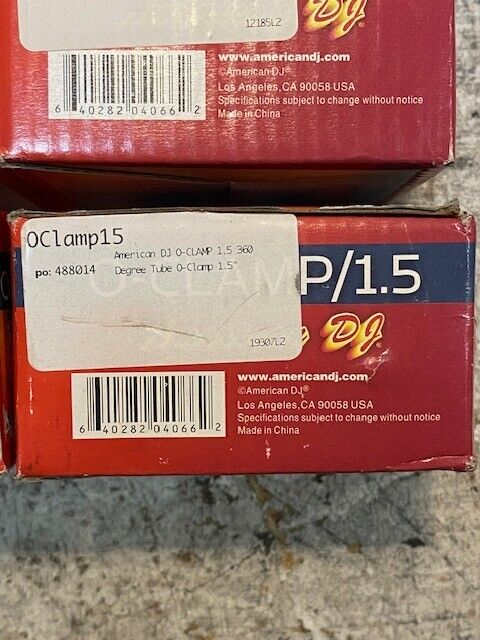 DJ
12185L2
www.americandj.com
©American DJ®
Los Angeles, CA 90058 USA
Specifications subject to change without notice
Made in China
6 40282 04066 2
OClamp15
American DJ O-CLAMP 1.5 360
po: 488014 Degree Tube O-Clamp 1.5"
O-CLAMP/1.5
DJ
19307L2
www.americandj.com
©American DJ®
Los Angeles, CA 90058 USA
Specifications subject to change without notice
Made in China
6 40282 04066 2